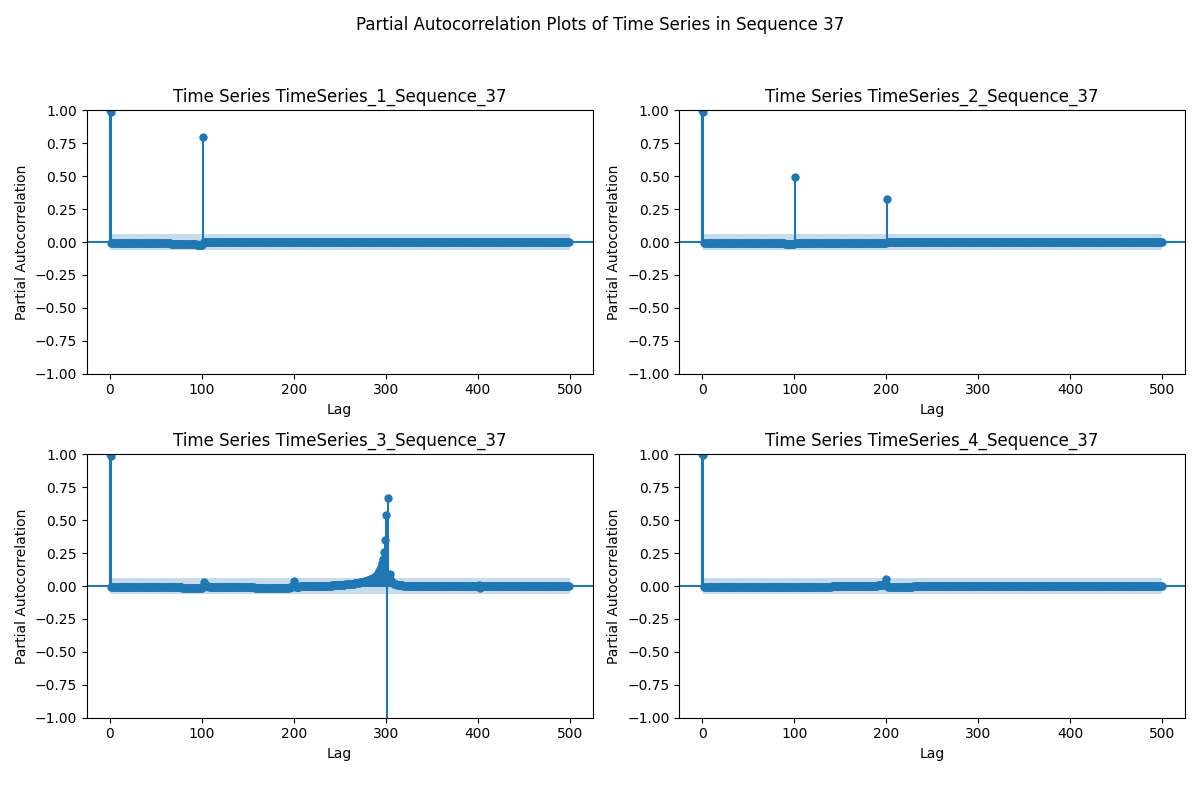 Partial Autocorrelation Plots of Time Series in Sequence 37
Time Series TimeSeries_1_Sequence_37
1.00
0.75
0.50
0.25
0.00
−0.25
−0.50
−0.75
−1.00
Partial Autocorrelation
0 100 200 300 400 500
Lag
Time Series TimeSeries_2_Sequence_37
1.00
0.75
0.50
0.25
0.00
−0.25
−0.50
−0.75
−1.00
Partial Autocorrelation
0 100 200 300 400 500
Lag
Time Series TimeSeries_3_Sequence_37
1.00
0.75
0.50
0.25
0.00
−0.25
−0.50
−0.75
−1.00
Partial Autocorrelation
0 100 200 300 400 500
Lag
Time Series TimeSeries_4_Sequence_37
1.00
0.75
0.50
0.25
0.00
−0.25
−0.50
−0.75
−1.00
Partial Autocorrelation
0 100 200 300 400 500
Lag